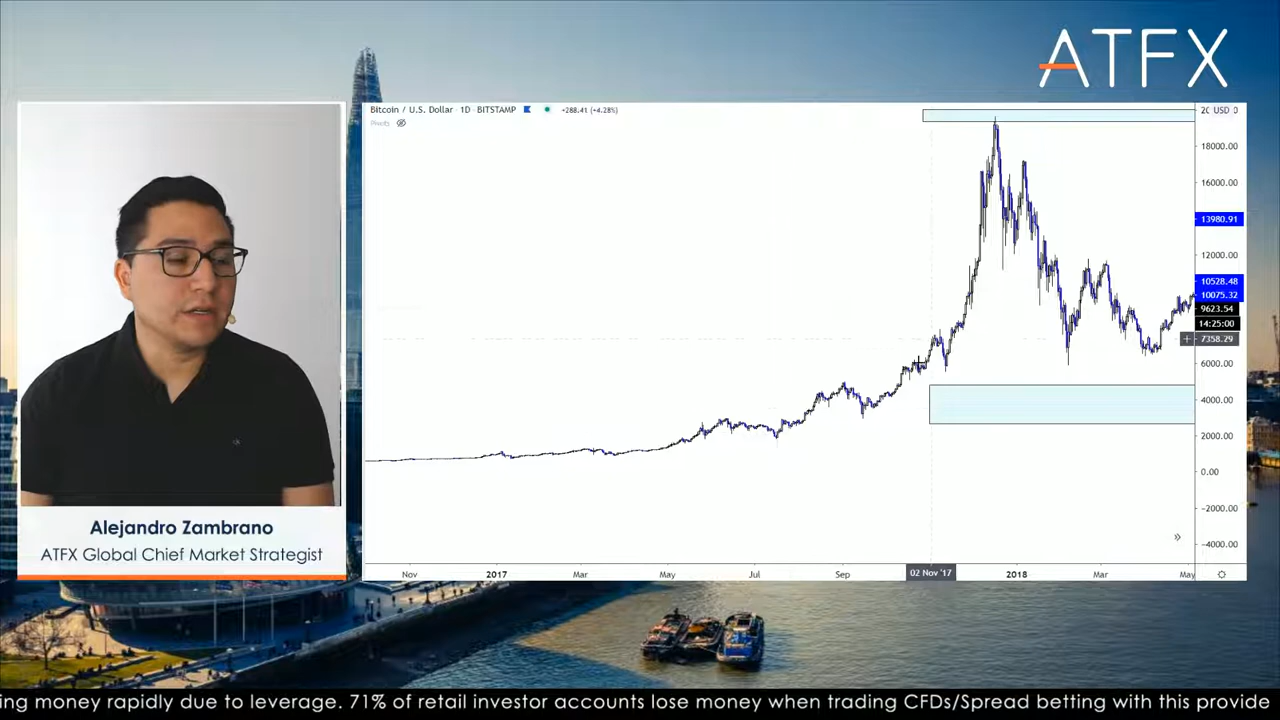 ATFX
Bitcoin / U.S. Dollar · 1D · BITSTAMP +288.41 (+4.28%)
USD
18000.00
16000.00
13980.91
12000.00
10528.48
10075.32
9623.54
14:25:00
7358.29
6000.00
4000.00
2000.00
0.00
-2000.00
-4000.00
Nov 2017 Mar May Jul Sep 02 Nov '17 2018 Mar May
Alejandro Zambrano
ATFX Global Chief Market Strategist
ing money rapidly due to leverage. 71% of retail investor accounts lose money when trading CFDs/Spread betting with this provide